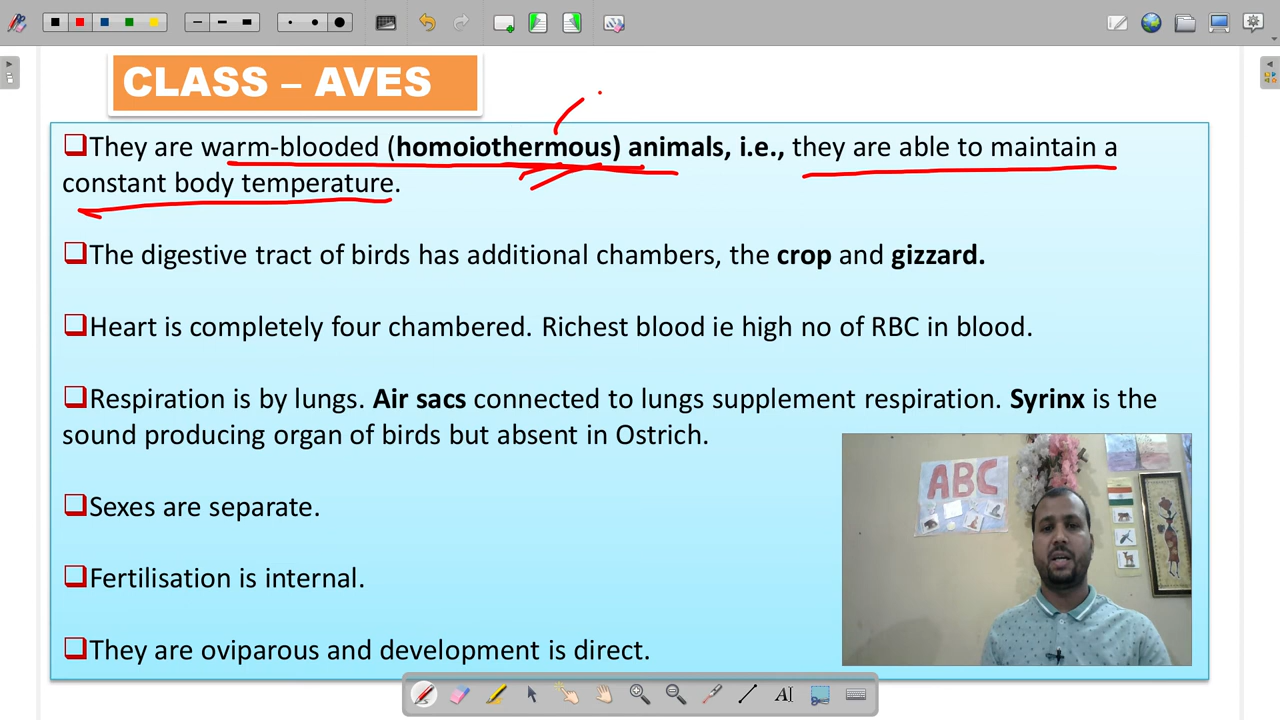 CLASS – AVES
❑They are warm-blooded (homoiothermous) animals, i.e., they are able to maintain a
constant body temperature.
❑The digestive tract of birds has additional chambers, the crop and gizzard.
❑Heart is completely four chambered. Richest blood ie high no of RBC in blood.
❑Respiration is by lungs. Air sacs connected to lungs supplement respiration. Syrinx is the
sound producing organ of birds but absent in Ostrich.
❑Sexes are separate.
❑Fertilisation is internal.
❑They are oviparous and development is direct.
ABC
AI